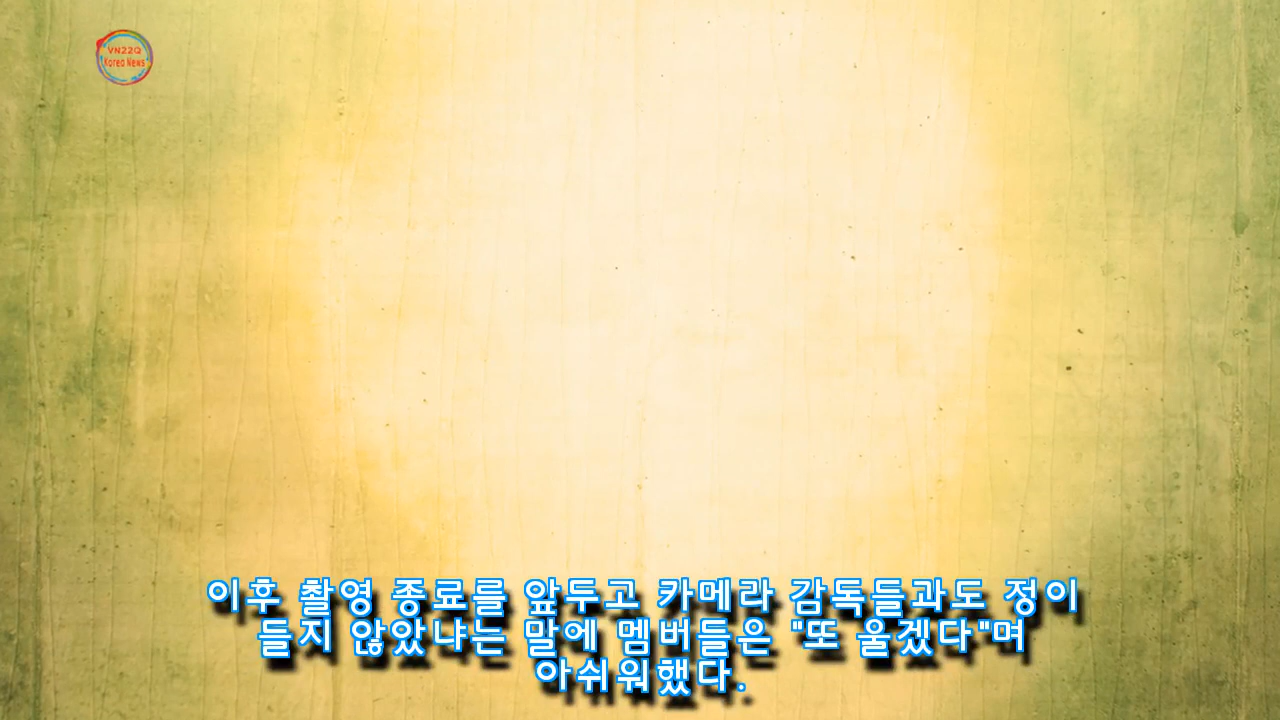 VN22Q
Korea News
이후 촬영 종료를 앞두고 카메라 감독들과도 정이
들지 않았냐는 말에 멤버들은 "또 울겠다"며
아쉬워했다.